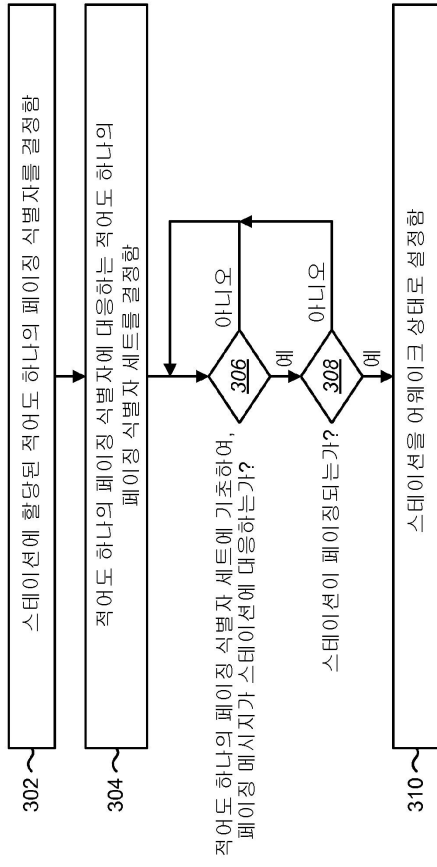 302
스테이션에 할당된 적어도 하나의 페이징 식별자를 결정함
304
적어도 하나의 페이징 식별자에 대응하는 적어도 하나의
페이징 식별자 세트를 결정함
적어도 하나의 페이징 식별자 세트에 기초하여,
페이징 메시지가 스테이션에 대응하는가?
306
아니오
예
스테이션이 페이징되는가?
308
아니오
예
310
스테이션을 어웨이크 상태로 설정함